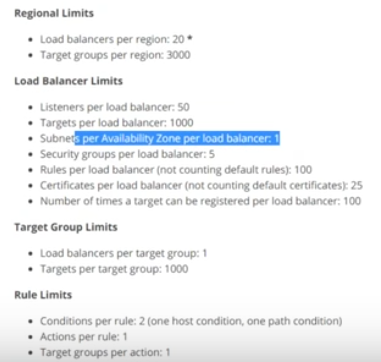 Regional Limits
Load balancers per region: 20 *
Target groups per region: 3000
Load Balancer Limits
Listeners per load balancer: 50
Targets per load balancer: 1000
Subnets per Availability Zone per load balancer: 1
Security groups per load balancer: 5
Rules per load balancer (not counting default rules): 100
Certificates per load balancer (not counting default certificates): 25
Number of times a target can be registered per load balancer: 100
Target Group Limits
Load balancers per target group: 1
Targets per target group: 1000
Rule Limits
Conditions per rule: 2 (one host condition, one path condition)
Actions per rule: 1
Target groups per action: 1